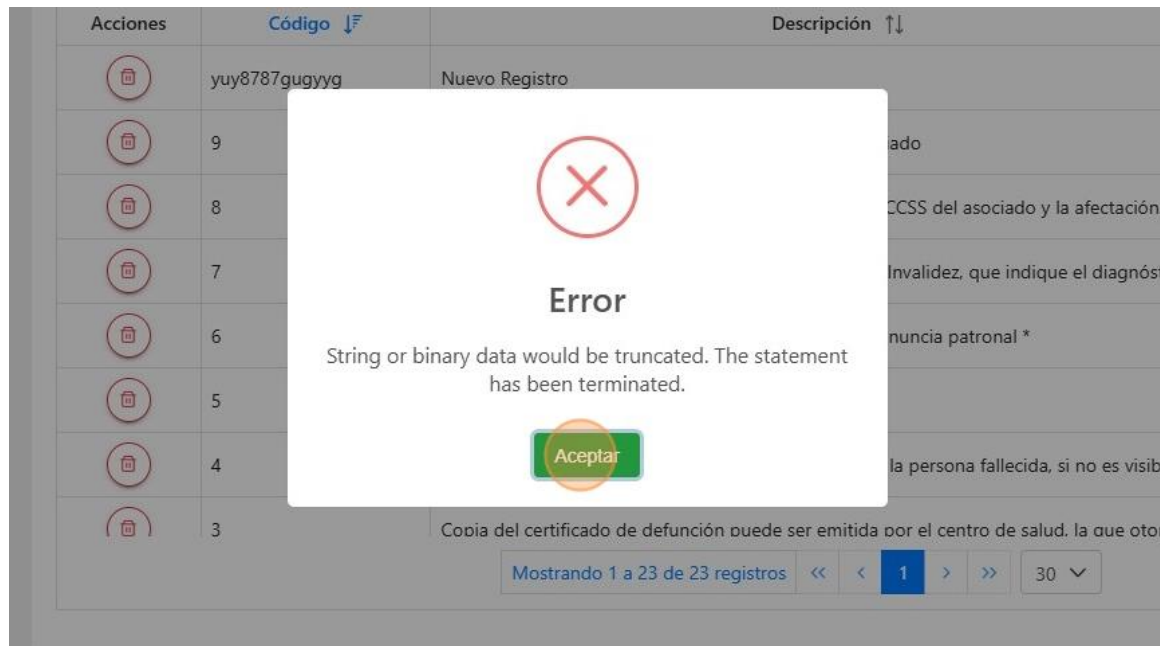 Acciones Código Descripción
yuy8787gugyyg Nuevo Registro
9 ado
8 CCSS del asociado y la afectación
7 Invalidez, que indique el diagnós
6 nuncia patronal *
5
4 la persona fallecida, si no es visib
3 Copia del certificado de defunción puede ser emitida por el centro de salud, la que oto
Error
String or binary data would be truncated. The statement
has been terminated.
Aceptar
Mostrando 1 a 23 de 23 registros << < 1 > >> 30